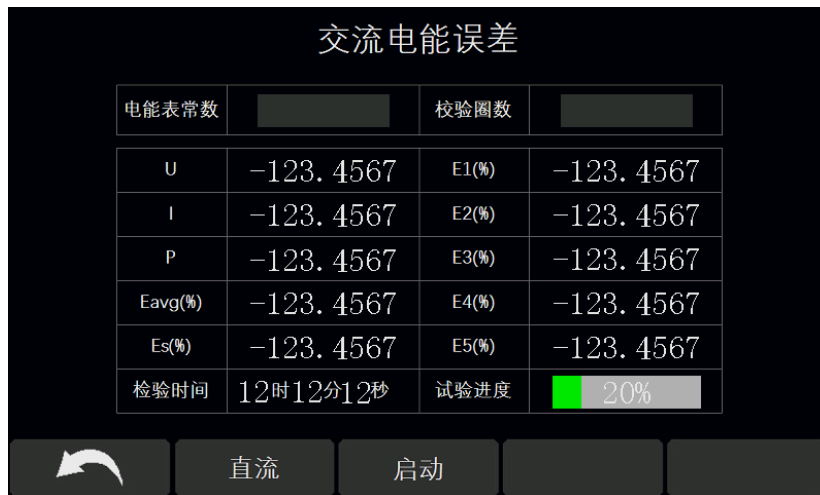 交流电能误差
电能表常数 校验圈数
U -123.4567 E1(%) -123.4567
I -123.4567 E2(%) -123.4567
P -123.4567 E3(%) -123.4567
Eavg(%) -123.4567 E4(%) -123.4567
Es(%) -123.4567 E5(%) -123.4567
检验时间 12时12分12秒 试验进度 20%
直流 启动